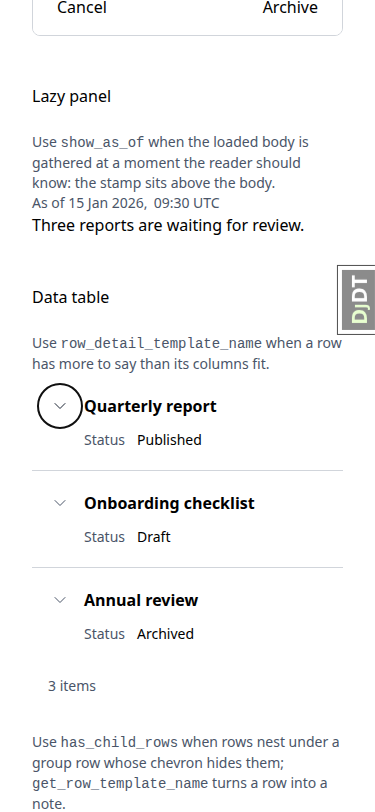 Cancel Archive
Lazy panel
Use show_as_of when the loaded body is
gathered at a moment the reader should
know: the stamp sits above the body.
As of 15 Jan 2026, 09:30 UTC
Three reports are waiting for review.
DjDT
Data table
Use row_detail_template_name when a row
has more to say than its columns fit.
Quarterly report
Status Published
Onboarding checklist
Status Draft
Annual review
Status Archived
3 items
Use has_child_rows when rows nest under a
group row whose chevron hides them;
get_row_template_name turns a row into a
note.